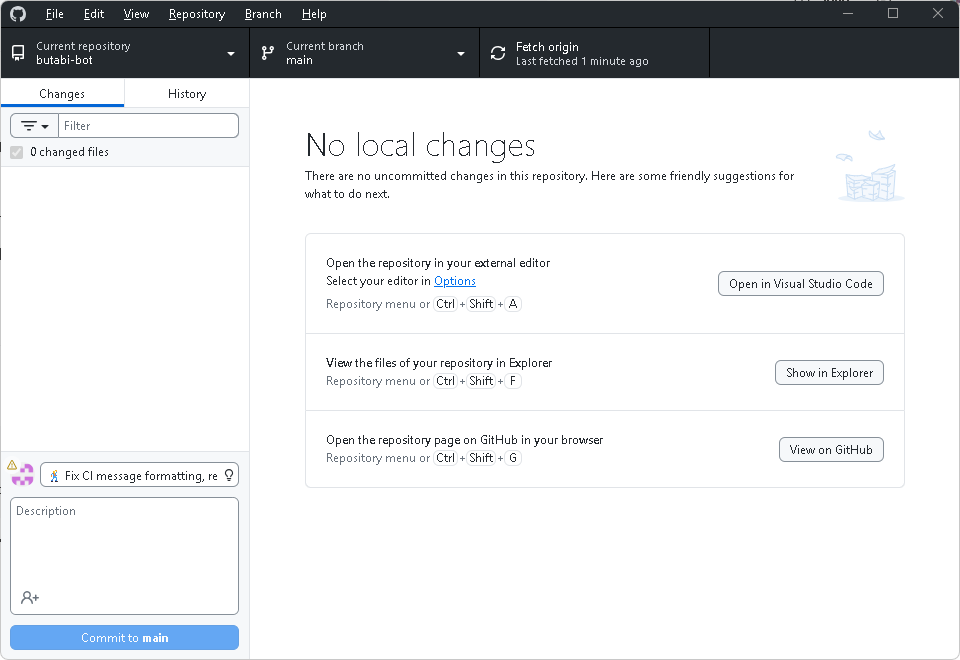 File Edit View Repository Branch Help
Current repository
butabi-bot
Current branch
main
Fetch origin
Last fetched 1 minute ago
Changes History
Filter
0 changed files
No local changes
There are no uncommitted changes in this repository. Here are some friendly suggestions for
what to do next.
Open the repository in your external editor
Select your editor in Options
Repository menu or Ctrl + Shift + A
Open in Visual Studio Code
View the files of your repository in Explorer
Repository menu or Ctrl + Shift + F
Show in Explorer
Open the repository page on GitHub in your browser
Repository menu or Ctrl + Shift + G
View on GitHub
Fix CI message formatting, re
Description
Commit to main